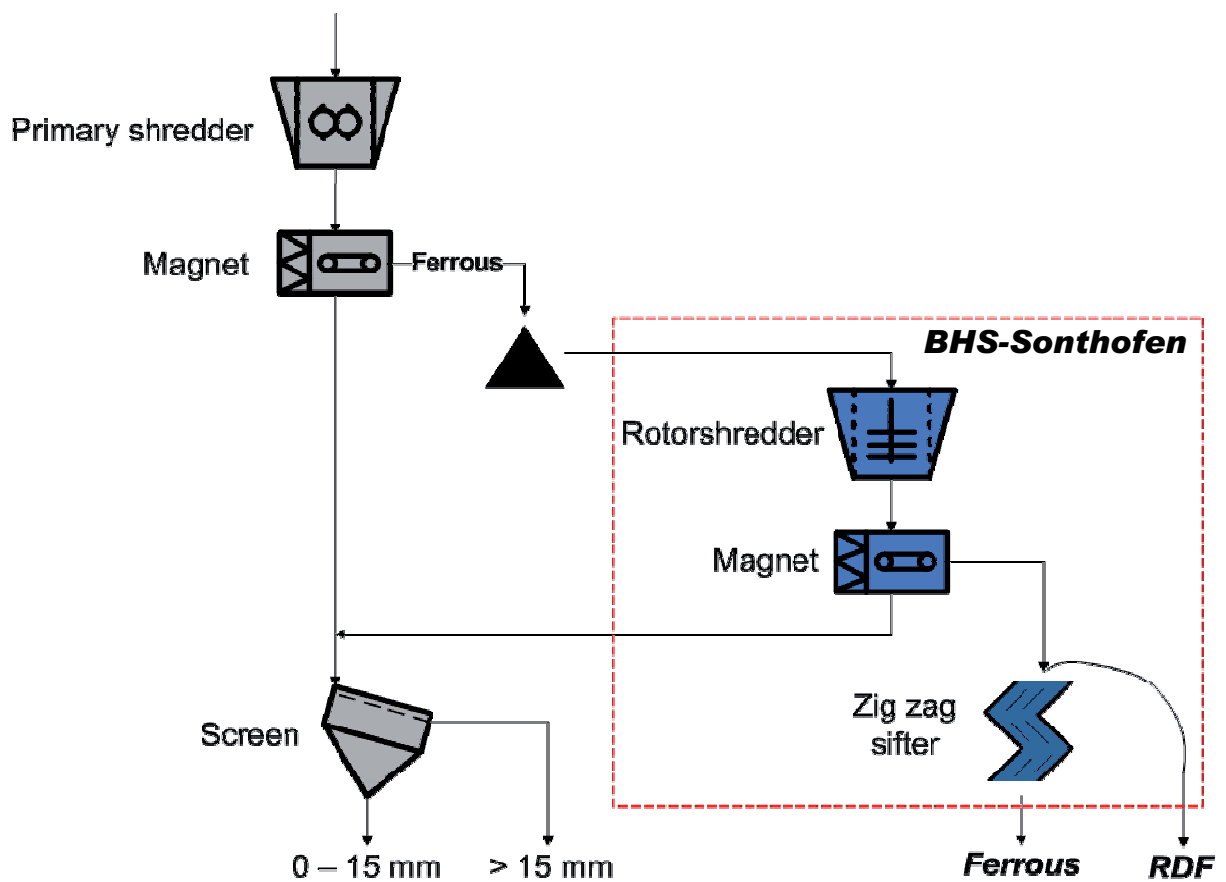 Primary shredder
Magnet
Ferrous
BHS-Sonthofen
Rotorshredder
Magnet
Zig zag
sifter
Screen
0 – 15 mm
> 15 mm
Ferrous
RDF